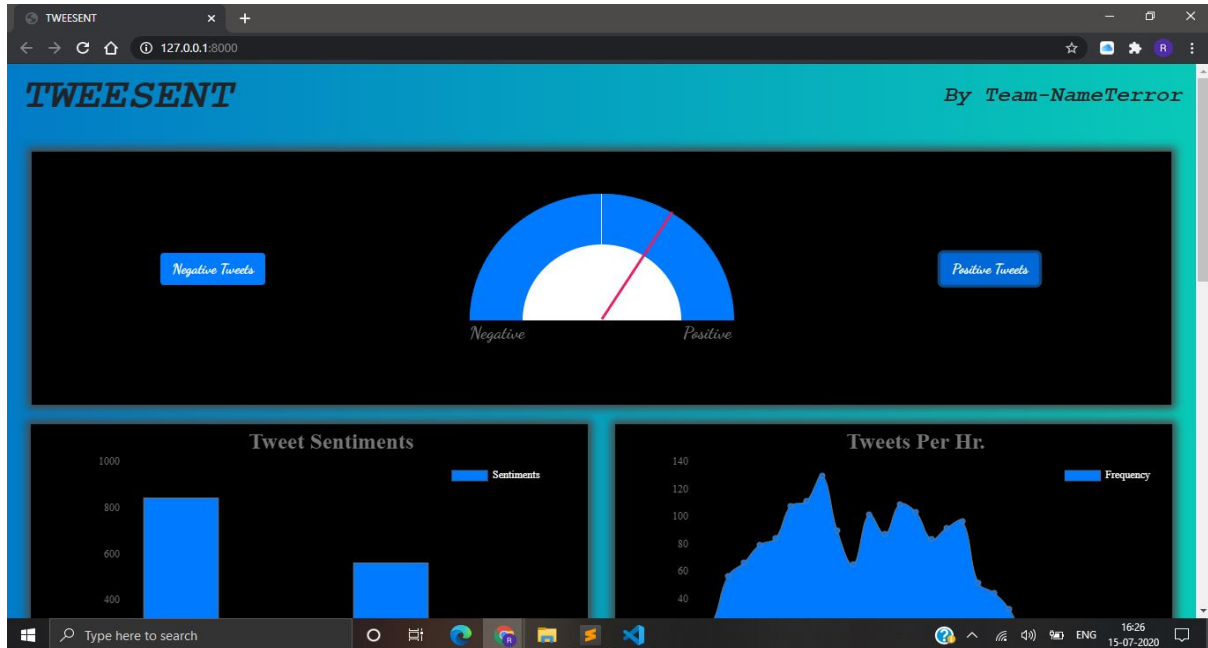 TWEESENT
127.0.0.1:8000
R
TWEESENT
By Team-NameTerror
Negative Tweets
Positive Tweets
Negative
Positive
Tweet Sentiments
1000
Sentiments
800
600
400
Tweets Per Hr.
140
Frequency
120
100
80
60
40
Type here to search
ENG
16:26
15-07-2020